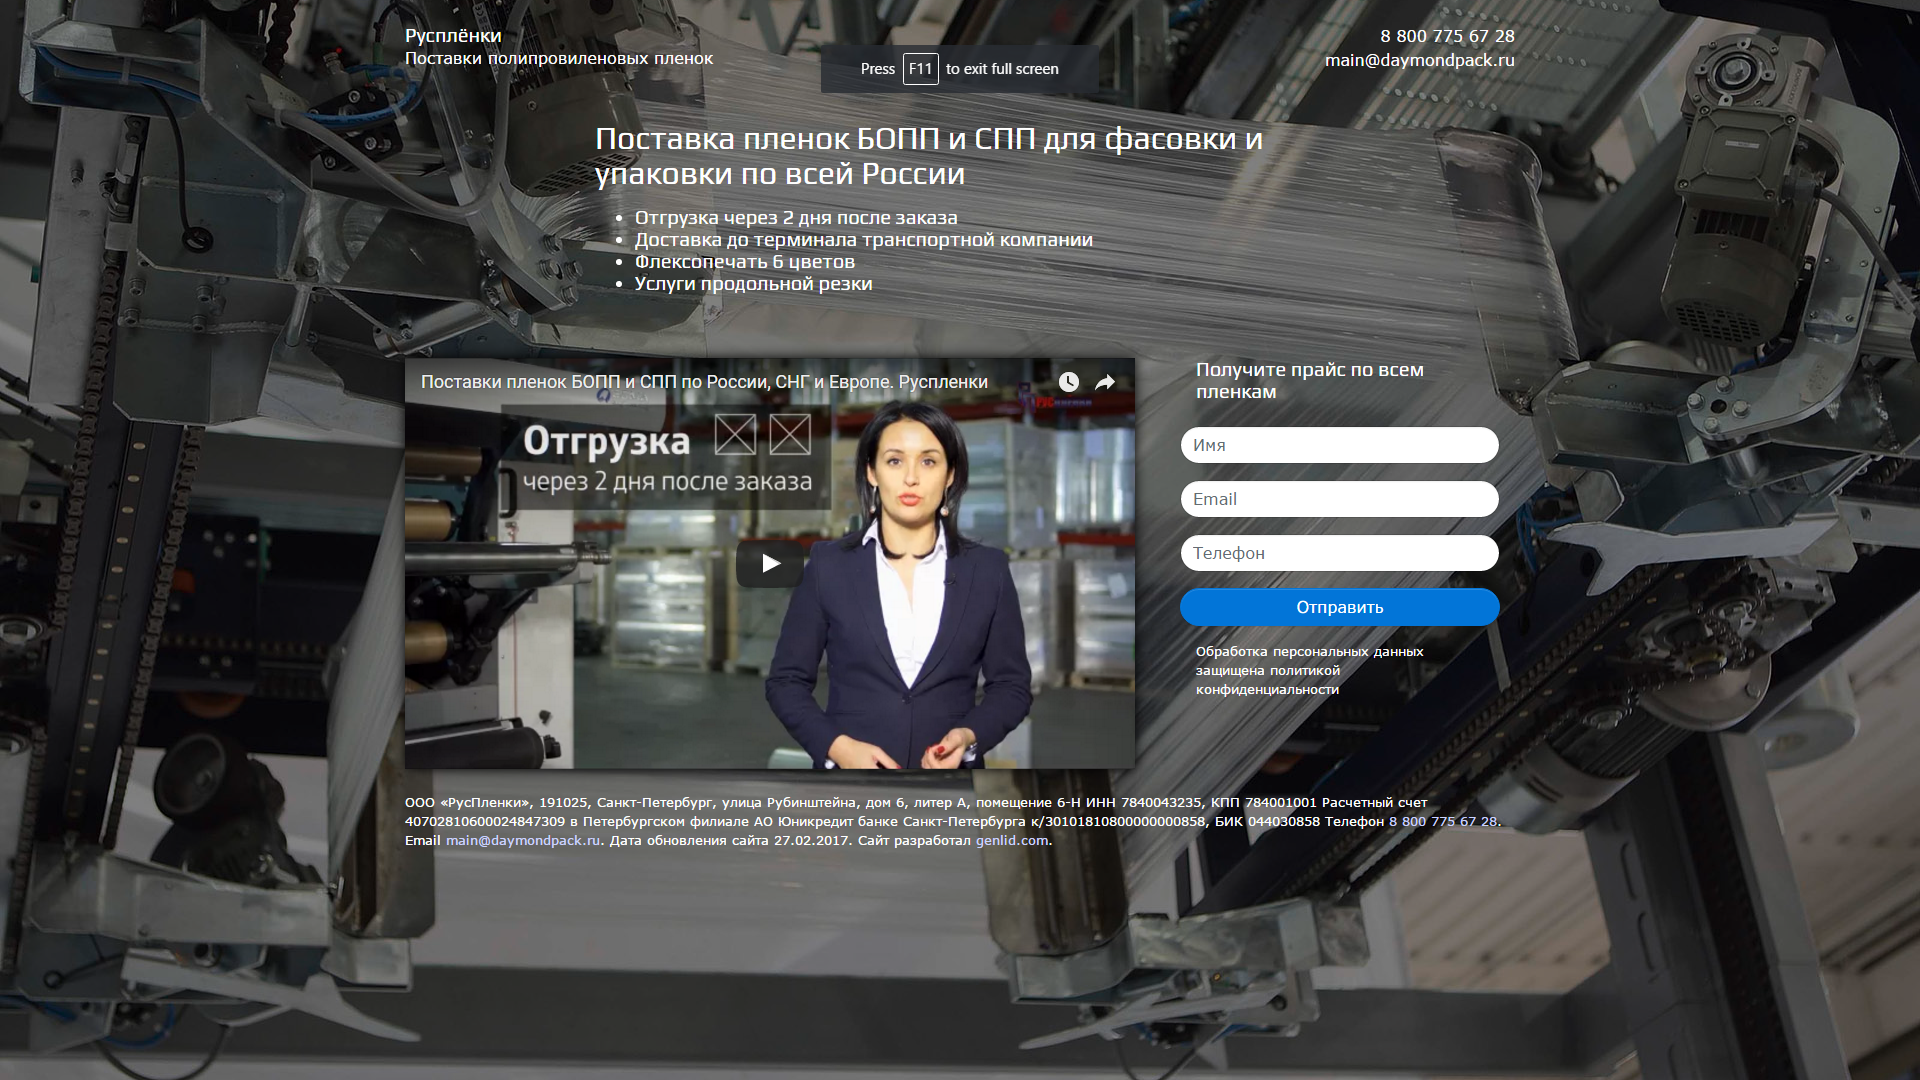 Русплёнки
Поставки полипровиленовых пленок
8 800 775 67 28
main@daymondpack.ru
Press F11 to exit full screen
Поставка пленок БОПП и СПП для фасовки и
упаковки по всей России
Отгрузка через 2 дня после заказа
Доставка до терминала транспортной компании
Флексопечать 6 цветов
Услуги продольной резки
Поставки пленок БОПП и СПП по России, СНГ и Европе. Руспленки
Отгрузка
через 2 дня после заказа
Получите прайс по всем
пленкам
Имя
Email
Телефон
Отправить
Обработка персональных данных
защищена политикой
конфиденциальности
ООО «РусПленки», 191025, Санкт-Петербург, улица Рубинштейна, дом 6, литер А, помещение 6-Н ИНН 7840043235, КПП 784001001 Расчетный счет
40702810600024847309 в Петербургском филиале АО Юникредит банке Санкт-Петербурга к/30101810800000000858, БИК 044030858 Телефон 8 800 775 67 28.
Email main@daymondpack.ru. Дата обновления сайта 27.02.2017. Сайт разработал genlid.com.